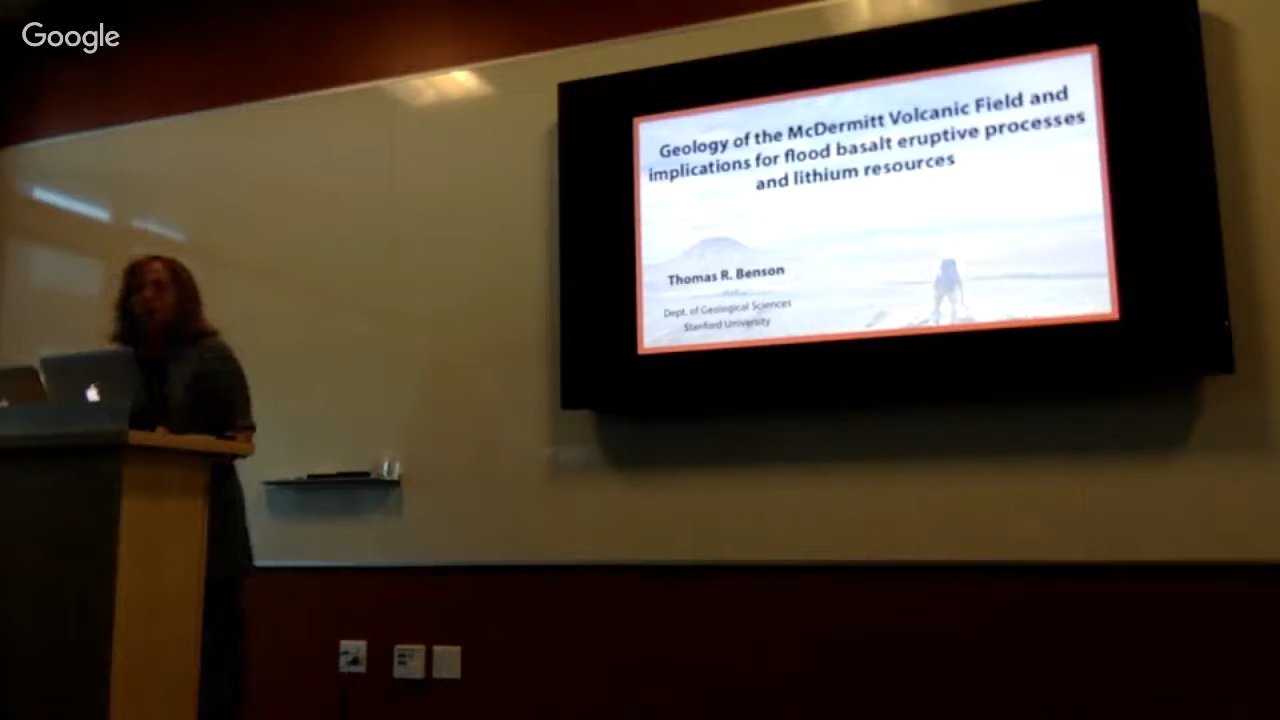 Google
Geology of the McDermitt Volcanic Field and
implications for flood basalt eruptive processes
and lithium resources
Thomas R. Benson
Dept. of Geological Sciences
Stanford University